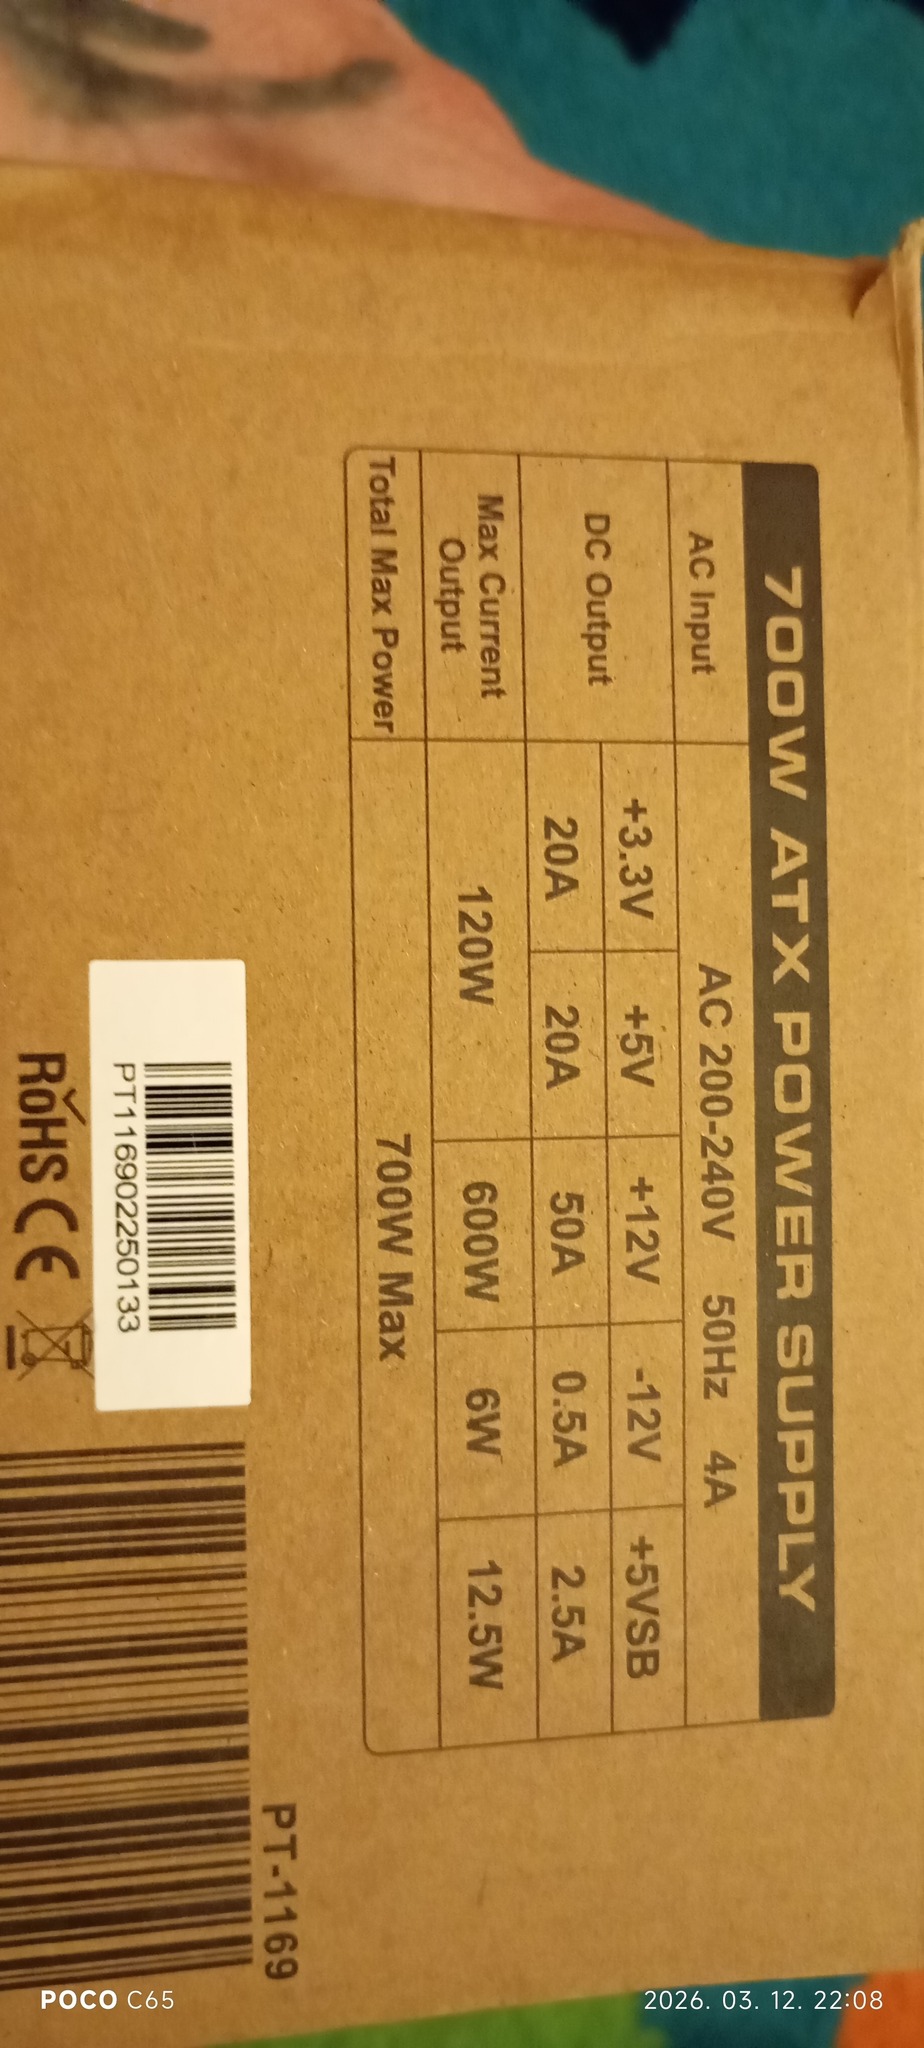 700W ATX POWER SUPPLY
AC Input AC 200-240V 50Hz 4A
DC Output +3.3V +5V +12V -12V +5VSB
20A 20A 50A 0.5A 2.5A
Max Current Output 120W 600W 6W 12.5W
Total Max Power 700W Max
PT-1169
PT116902250133
RoHS CE
POCO C65
2026. 03. 12. 22:08